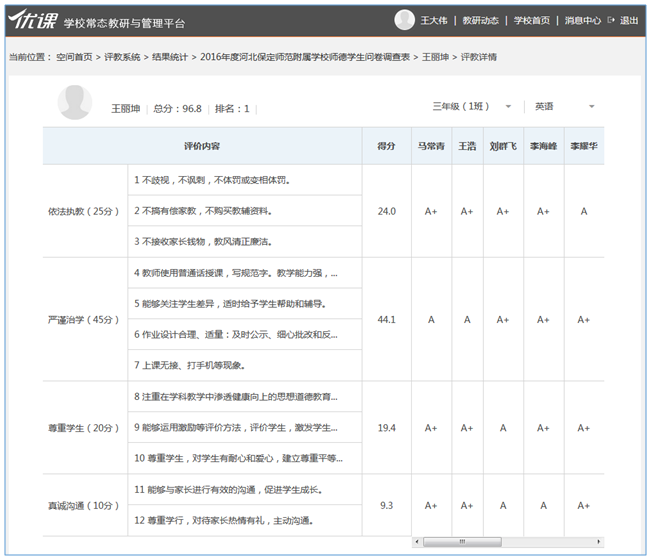 优课 学校常态教研与管理平台
王大伟 | 教研动态 | 学校首页 | 消息中心 退出
当前位置： 空间首页 > 评教系统 > 结果统计 > 2016年度河北保定师范附属学校师德学生问卷调查表 > 王丽坤 > 评教详情
王丽坤 | 总分：96.8 | 排名：1 |
三年级（1班） 英语
评价内容 得分 马常青 王浩 刘群飞 李海峰 李耀华
依法执教（25分） 24.0 A+ A+ A+ A+ A
1 不歧视，不讽刺，不体罚或变相体罚。
2 不搞有偿家教，不购买教辅资料。
3 不接收家长钱物，教风清正廉洁。
严谨治学（45分） 44.1 A A A+ A+ A+
4 教师使用普通话授课，写规范字。教学能力强，...
5 能够关注学生差异，适时给予学生帮助和辅导。
6 作业设计合理、适量；及时公示、细心批改和反...
7 上课无接、打手机等现象。
尊重学生（20分） 19.4 A+ A+ A A+ A+
8 注重在学科教学中渗透健康向上的思想道德教育...
9 能够运用激励等评价方法，评价学生，激发学生...
10 尊重学生，对学生有耐心和爱心，建立尊重平等...
真诚沟通（10分） 9.3 A+ A+ A A A+
11 能够与家长进行有效的沟通，促进学生成长。
12 尊重学行，对待家长热情有礼，主动沟通。